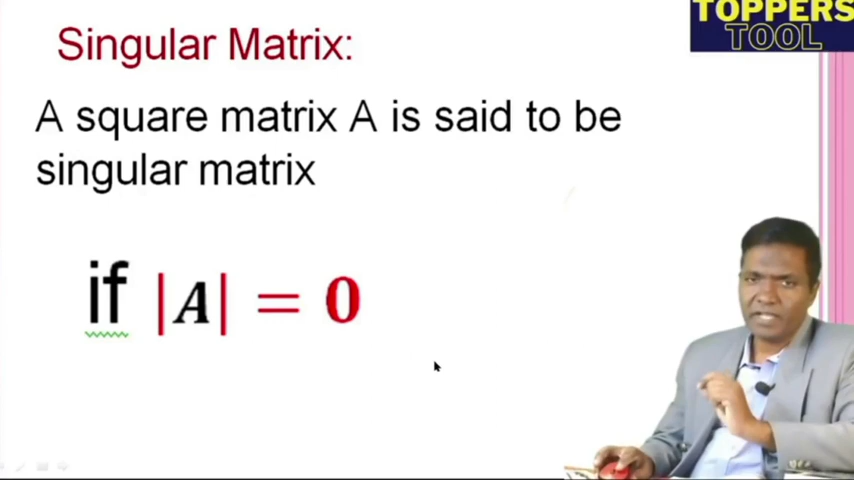 TOPPERS
TOOL
Singular Matrix:
A square matrix A is said to be
singular matrix
if |A| = 0